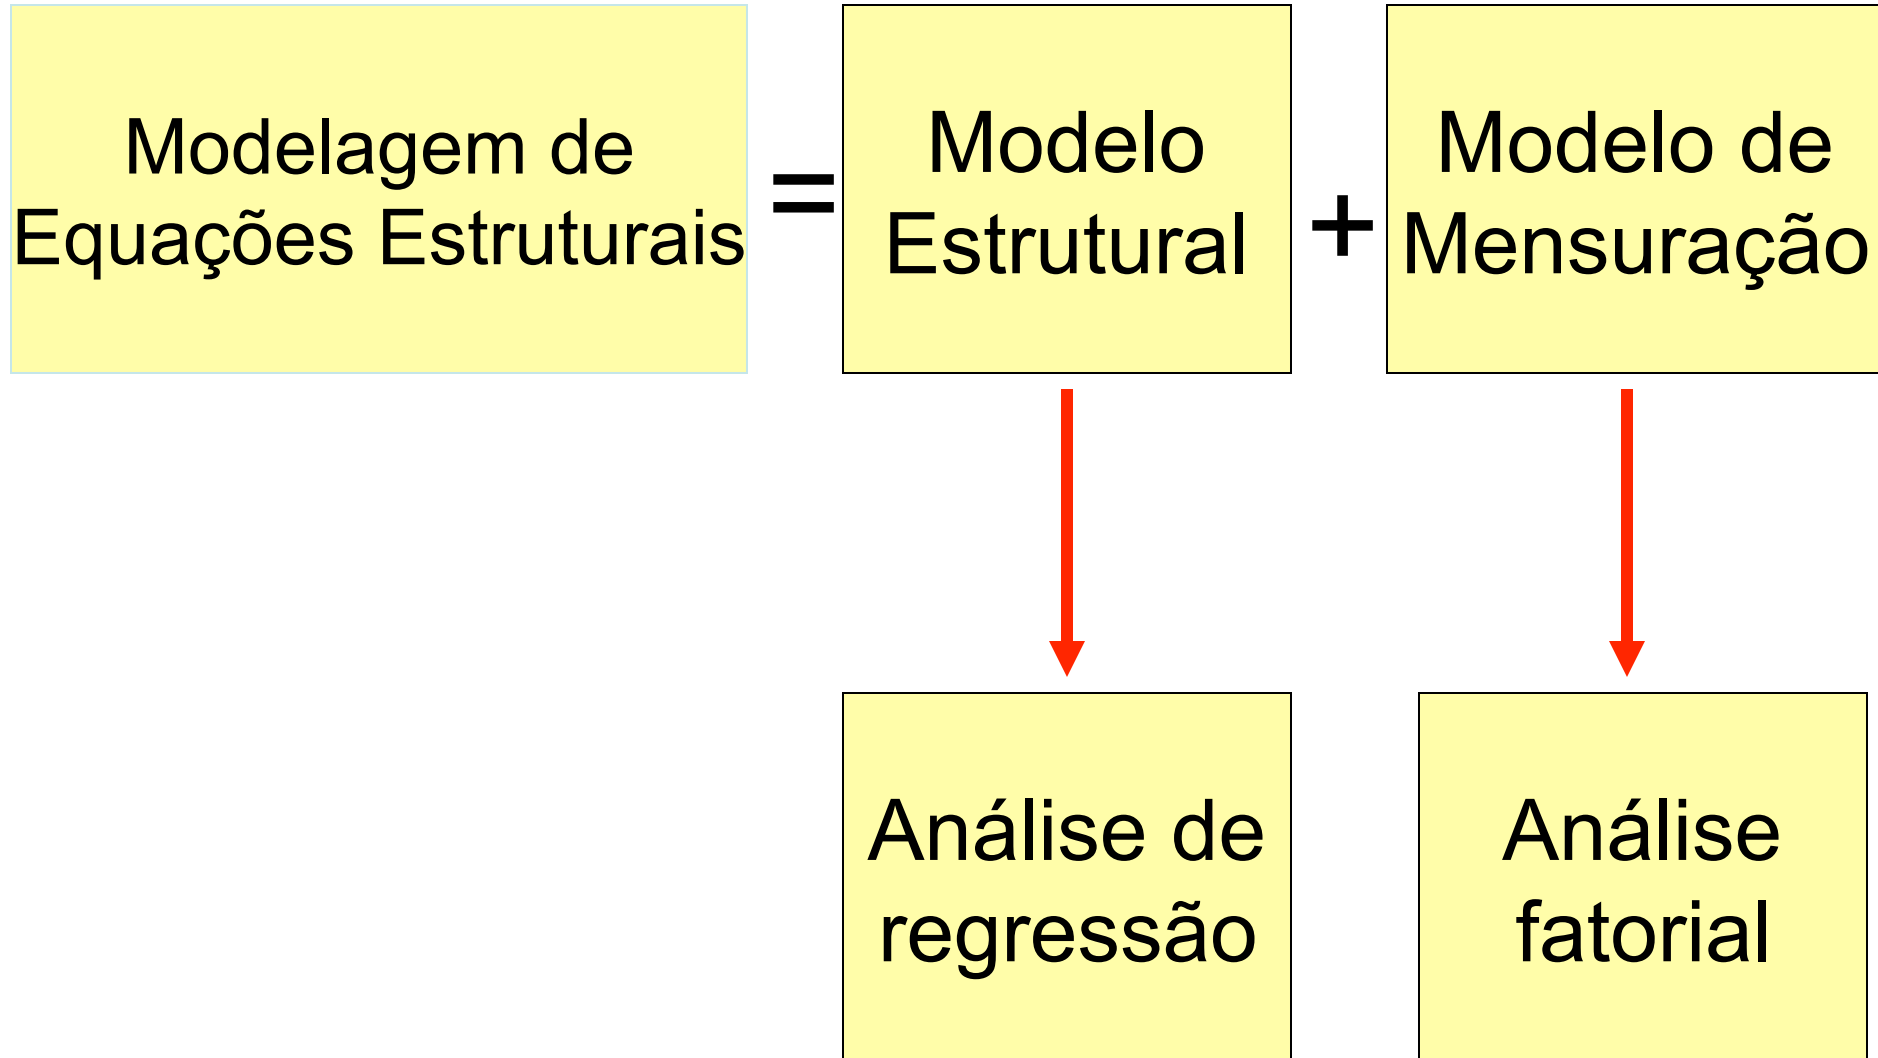 Modelagem de
Equações Estruturais
=
Modelo
Estrutural
+
Modelo de
Mensuração
Análise de
regressão
Análise
fatorial